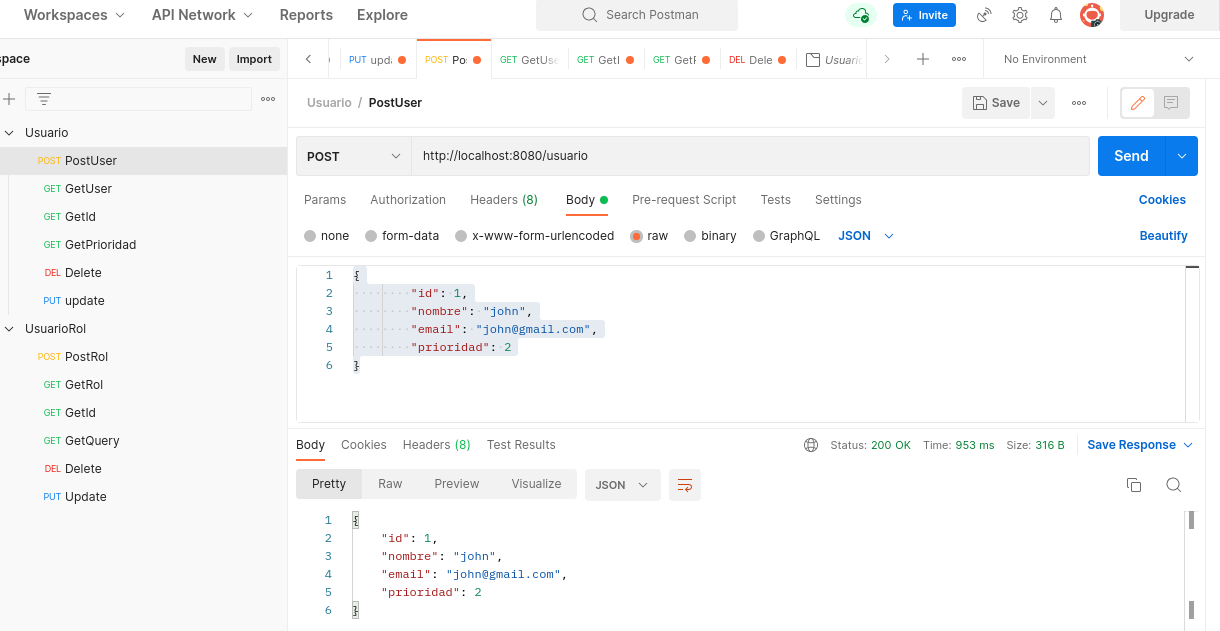 Workspaces API Network Reports Explore Search Postman Invite Upgrade
space New Import PUT upda POST Po GET GetUse GET GetI GET GetF DEL Dele Usuario No Environment
Usuario / PostUser Save
Usuario
POST PostUser
GET GetUser
GET GetId
GET GetPrioridad
DEL Delete
PUT update
UsuarioRol
POST PostRol
GET GetRol
GET GetId
GET GetQuery
DEL Delete
PUT Update
POST http://localhost:8080/usuario Send
Params Authorization Headers (8) Body Pre-request Script Tests Settings Cookies
none form-data x-www-form-urlencoded raw binary GraphQL JSON Beautify
1 {
2 "id": 1,
3 "nombre": "john",
4 "email": "john@gmail.com",
5 "prioridad": 2
6 }
Body Cookies Headers (8) Test Results Status: 200 OK Time: 953 ms Size: 316 B Save Response
Pretty Raw Preview Visualize JSON
1 {
2 "id": 1,
3 "nombre": "john",
4 "email": "john@gmail.com",
5 "prioridad": 2
6 }